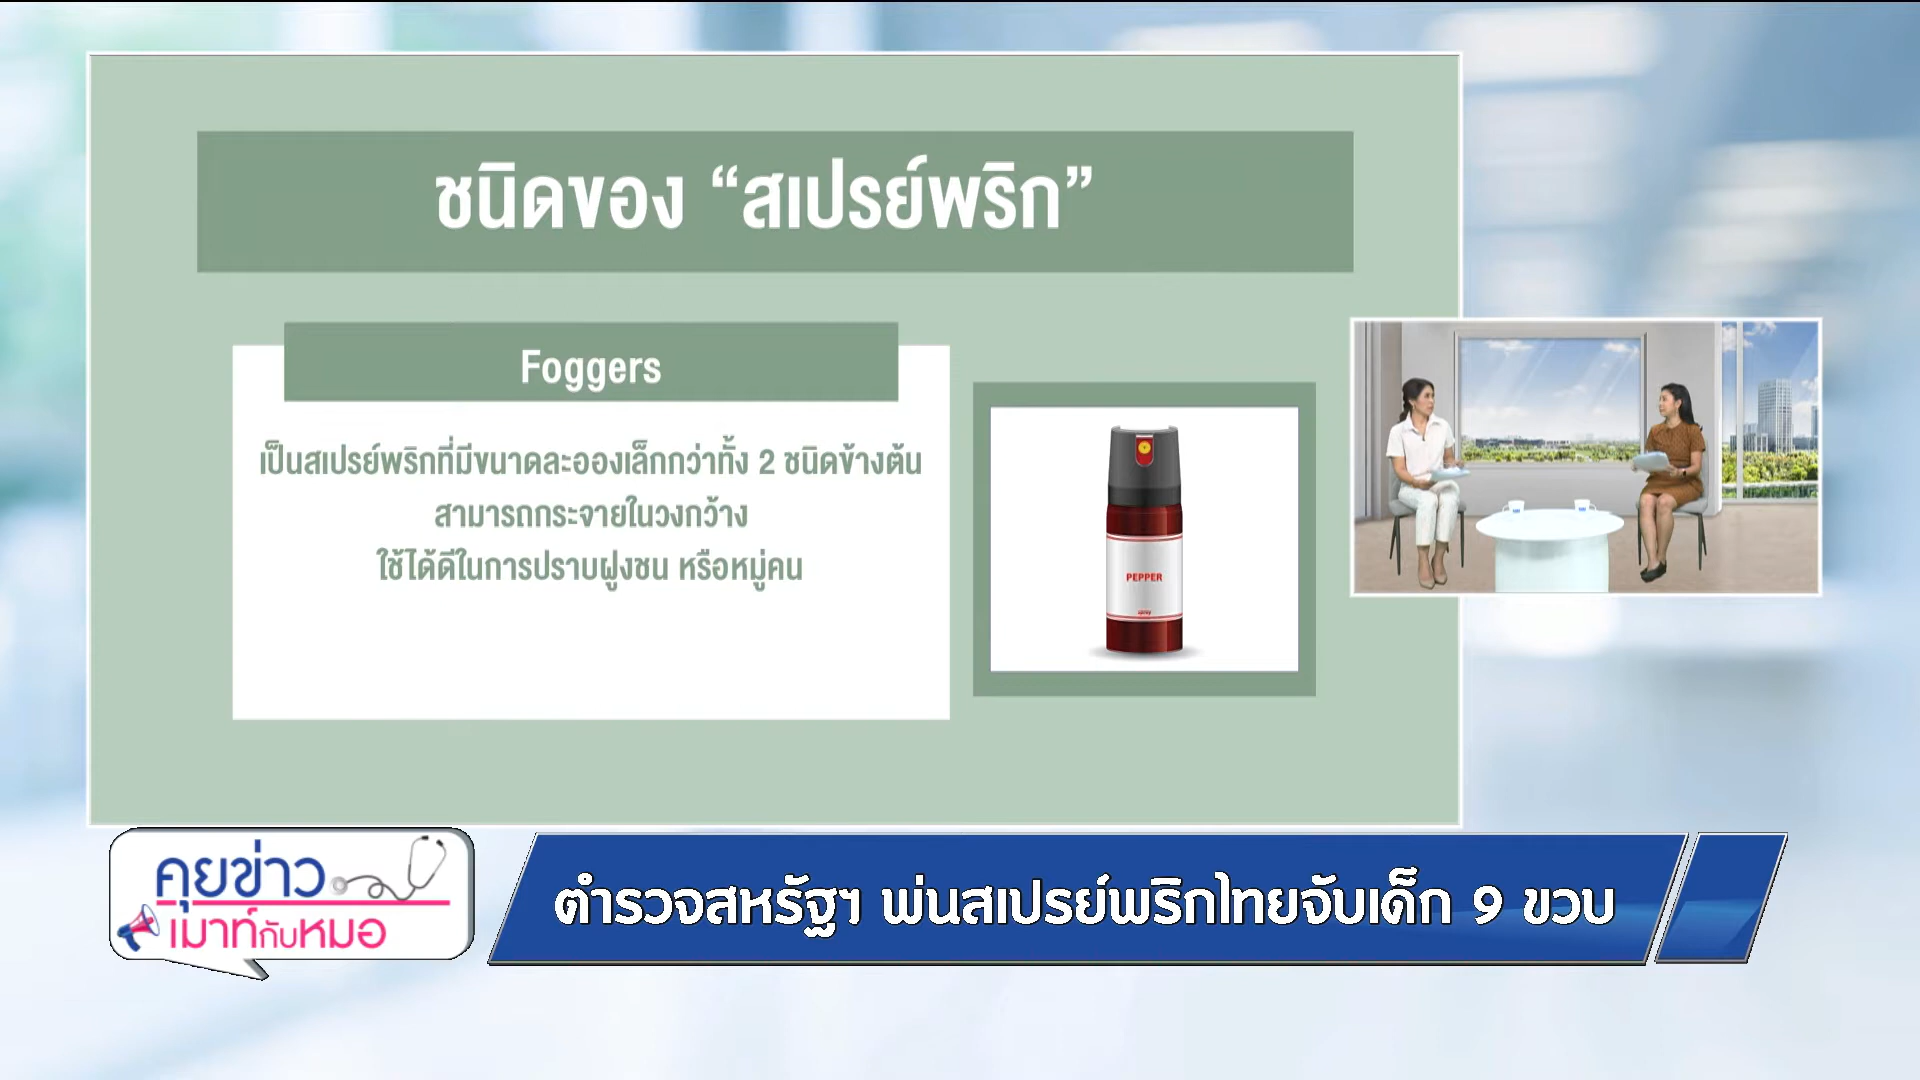 ชนิดของ “สเปรย์พริก”
Foggers
เป็นสเปรย์พริกที่มีขนาดละอองเล็กกว่าทั้ง 2 ชนิดข้างต้น
สามารถกระจายในวงกว้าง
ใช้ได้ดีในการปราบฝูงชน หรือหมู่คน
PEPPER
spray
คุยข่าว
เมาท์กับหมอ
ตำรวจสหรัฐฯ พ่นสเปรย์พริกไทยจับเด็ก 9 ขวบ